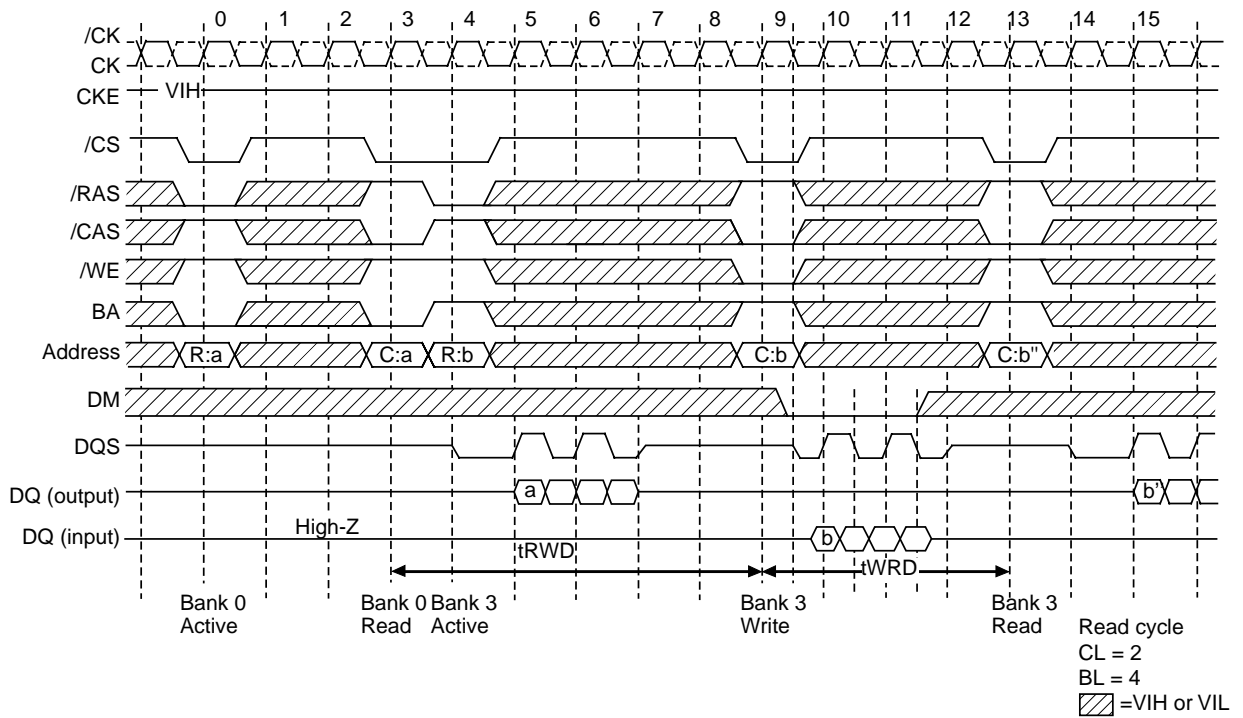 0 1 2 3 4 5 6 7 8 9 10 11 12 13 14 15
/CK
CK
CKE VIH
/CS
/RAS
/CAS
/WE
BA
Address R:a C:a R:b C:b C:b"
DM
DQS
DQ (output) a b'
DQ (input) High-Z b
tRWD tWRD
Bank 0 Active
Bank 0 Read
Bank 3 Active
Bank 3 Write
Bank 3 Read
Read cycle
CL = 2
BL = 4
=VIH or VIL